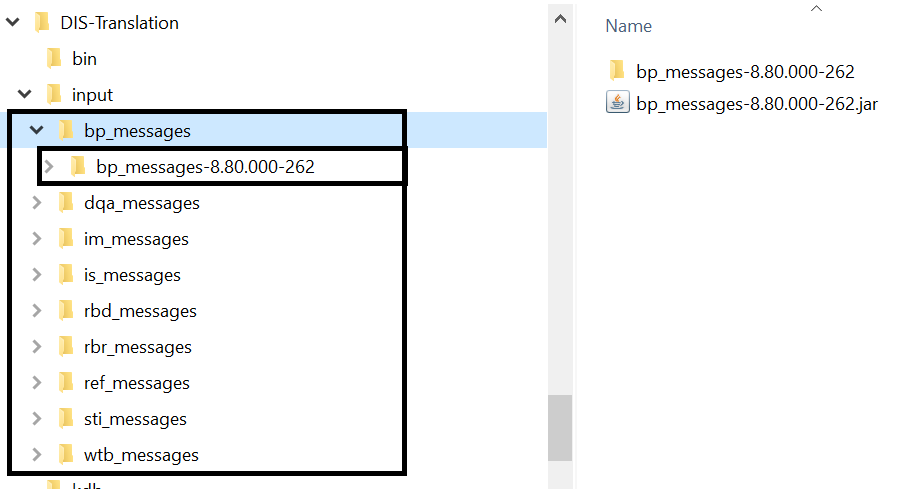 DIS-Translation
bin
input
bp_messages
bp_messages-8.80.000-262
dqa_messages
im_messages
is_messages
rbd_messages
rbr_messages
ref_messages
sti_messages
wtb_messages
Name
bp_messages-8.80.000-262
bp_messages-8.80.000-262.jar